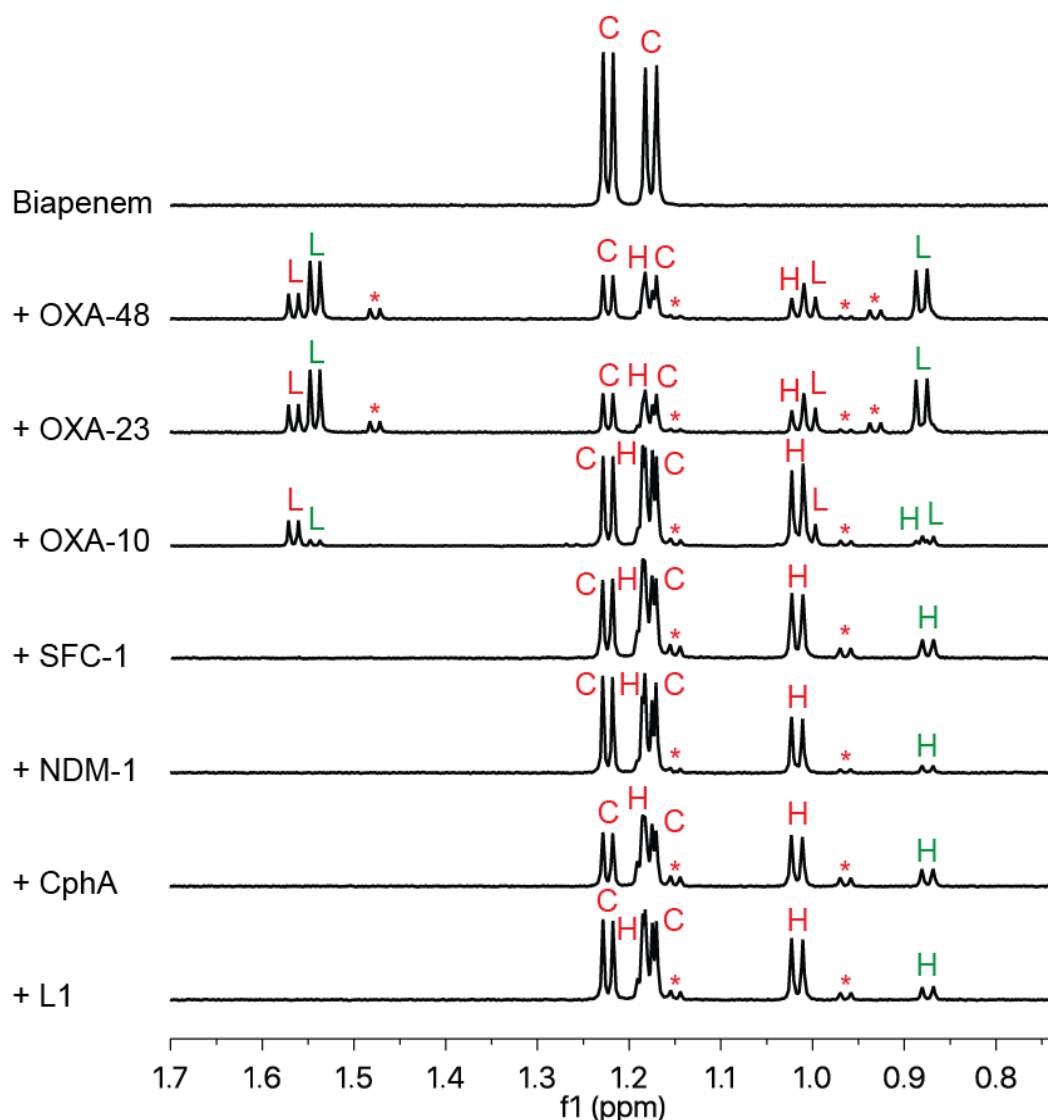 C C
Biapenem
L L * C H C * H L * * L
+ OXA-48
L L * C H C * H L * * L
+ OXA-23
L L C H C * H L * H L
+ OXA-10
C H C * H * H
+ SFC-1
C H C * H * H
+ NDM-1
C H C * H * H
+ CphA
C H C * H * H
+ L1
1.7 1.6 1.5 1.4 1.3 1.2 1.1 1.0 0.9 0.8
f1 (ppm)